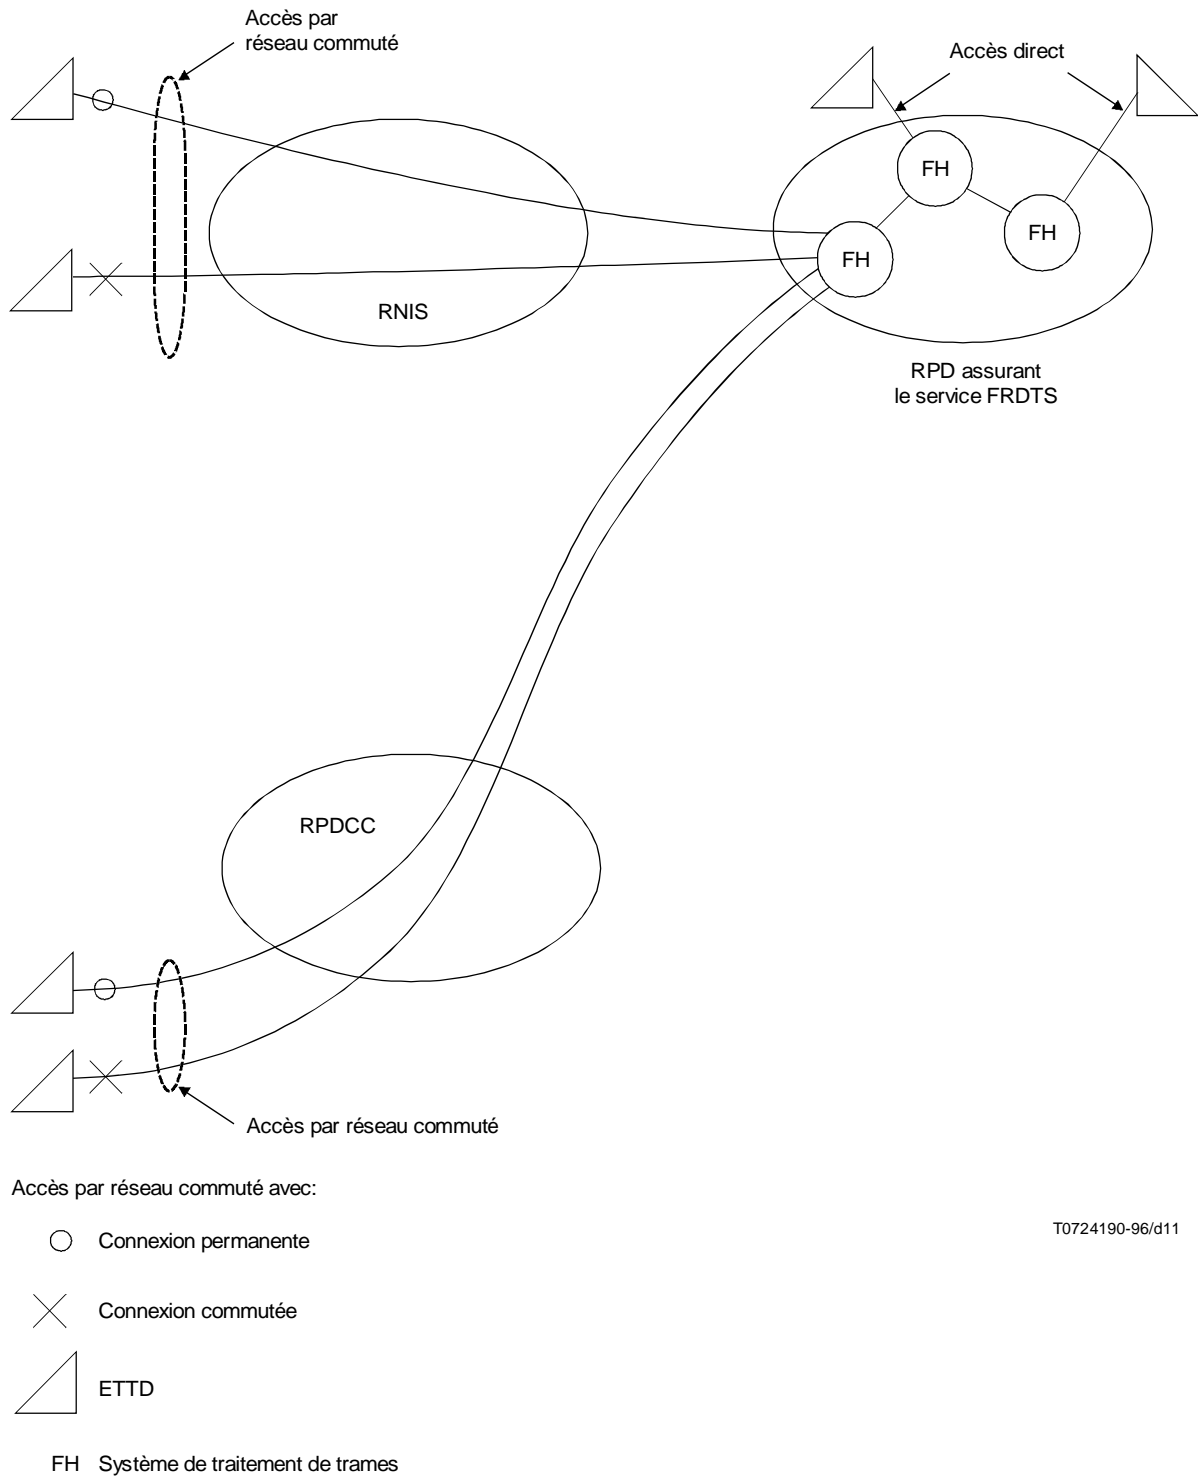 Accès par
réseau commuté
Accès direct
FH
FH
FH
RNIS
RPD assurant
le service FRDTS
RPDCC
Accès par réseau commuté
Accès par réseau commuté avec:
Connexion permanente
T0724190-96/d11
Connexion commutée
ETTD
FH Système de traitement de trames